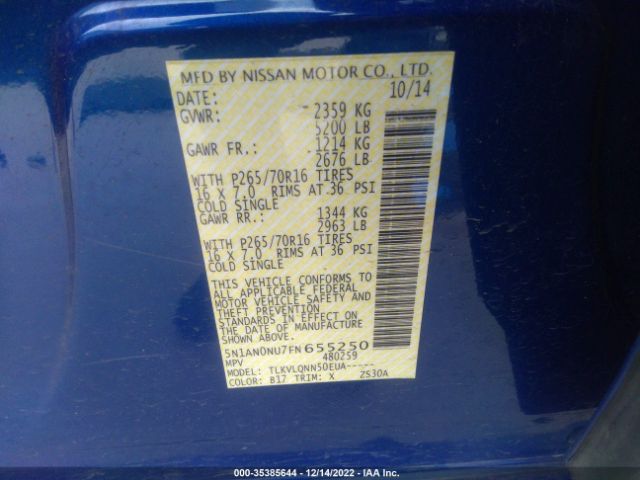 MFD BY NISSAN MOTOR CO., LTD.
DATE: 10/14
GVWR: 2359 KG
5200 LB
GAWR FR.: 1214 KG
2676 LB
WITH P265/70R16 TIRES
16 X 7.0 RIMS AT 36 PSI
COLD SINGLE
GAWR RR.: 1344 KG
2963 LB
WITH P265/70R16 TIRES
16 X 7.0 RIMS AT 36 PSI
COLD SINGLE
THIS VEHICLE CONFORMS TO
ALL APPLICABLE FEDERAL
MOTOR VEHICLE SAFETY AND
THEFT PREVENTION
STANDARDS IN EFFECT ON
THE DATE OF MANUFACTURE
SHOWN ABOVE.
5N1AN0NU7FN655250
MPV 480259
MODEL: TLKVLQNN50EUA-----
COLOR: B17 TRIM: X ZS30A
000-35385644 - 12/14/2022 - IAA Inc.